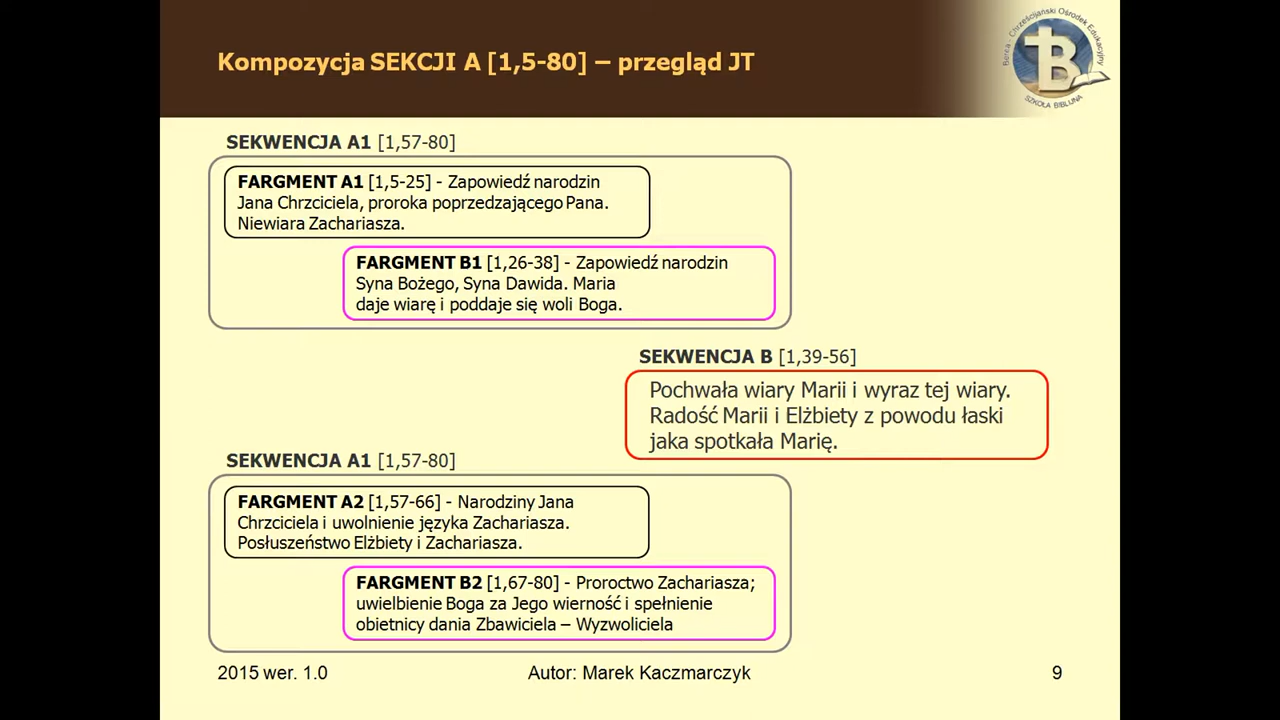 Kompozycja SEKCJI A [1,5-80] – przegląd JT
Berea - Chrześcijański Ośrodek Edukacyjny
B
SZKOŁA BIBLIJNA
SEKWENCJA A1 [1,57-80]
FARGMENT A1 [1,5-25] - Zapowiedź narodzin
Jana Chrzciciela, proroka poprzedzającego Pana.
Niewiara Zachariasza.
FARGMENT B1 [1,26-38] - Zapowiedź narodzin
Syna Bożego, Syna Dawida. Maria
daje wiarę i poddaje się woli Boga.
SEKWENCJA B [1,39-56]
Pochwała wiary Marii i wyraz tej wiary.
Radość Marii i Elżbiety z powodu łaski
jaka spotkała Marię.
SEKWENCJA A1 [1,57-80]
FARGMENT A2 [1,57-66] - Narodziny Jana
Chrzciciela i uwolnienie języka Zachariasza.
Posłuszeństwo Elżbiety i Zachariasza.
FARGMENT B2 [1,67-80] - Proroctwo Zachariasza;
uwielbienie Boga za Jego wierność i spełnienie
obietnicy dania Zbawiciela – Wyzwoliciela
2015 wer. 1.0
Autor: Marek Kaczmarczyk
9